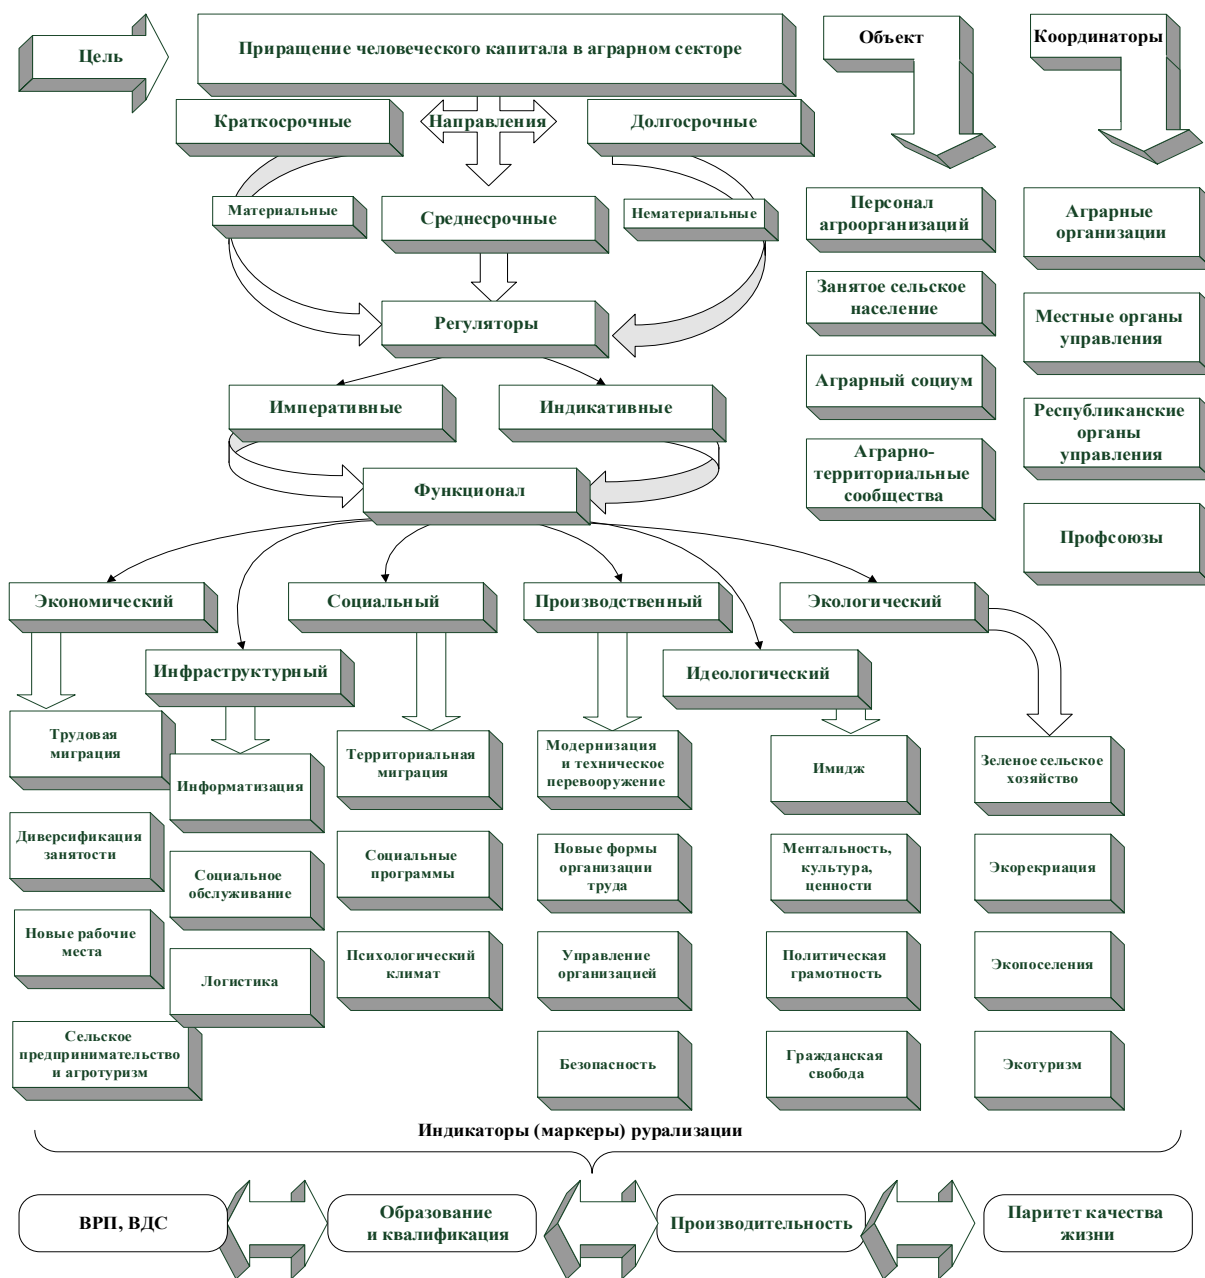 Цель
Приращение человеческого капитала в аграрном секторе
Объект
Координаторы
Краткосрочные
Направления
Долгосрочные
Материальные
Среднесрочные
Нематериальные
Регуляторы
Императивные
Индикативные
Функционал
Персонал
агроорганизаций
Занятое сельское
население
Аграрный социум
Аграрно-
территориальные
сообщества
Аграрные
организации
Местные органы
управления
Республиканские
органы
управления
Профсоюзы
Экономический
Социальный
Производственный
Экологический
Инфраструктурный
Идеологический
Трудовая
миграция
Диверсификация
занятости
Новые рабочие
места
Сельское
предпринимательство
и агротуризм
Информатизация
Социальное
обслуживание
Логистика
Территориальная
миграция
Социальные
программы
Психологический
климат
Модернизация
и техническое
перевооружение
Новые формы
организации
труда
Управление
организацией
Безопасность
Имидж
Ментальность,
культура,
ценности
Политическая
грамотность
Гражданская
свобода
Зеленое сельское
хозяйство
Экорекриация
Экопоселения
Экотуризм
Индикаторы (маркеры) рурализации
ВРП, ВДС
Образование
и квалификация
Производительность
Паритет качества
жизни